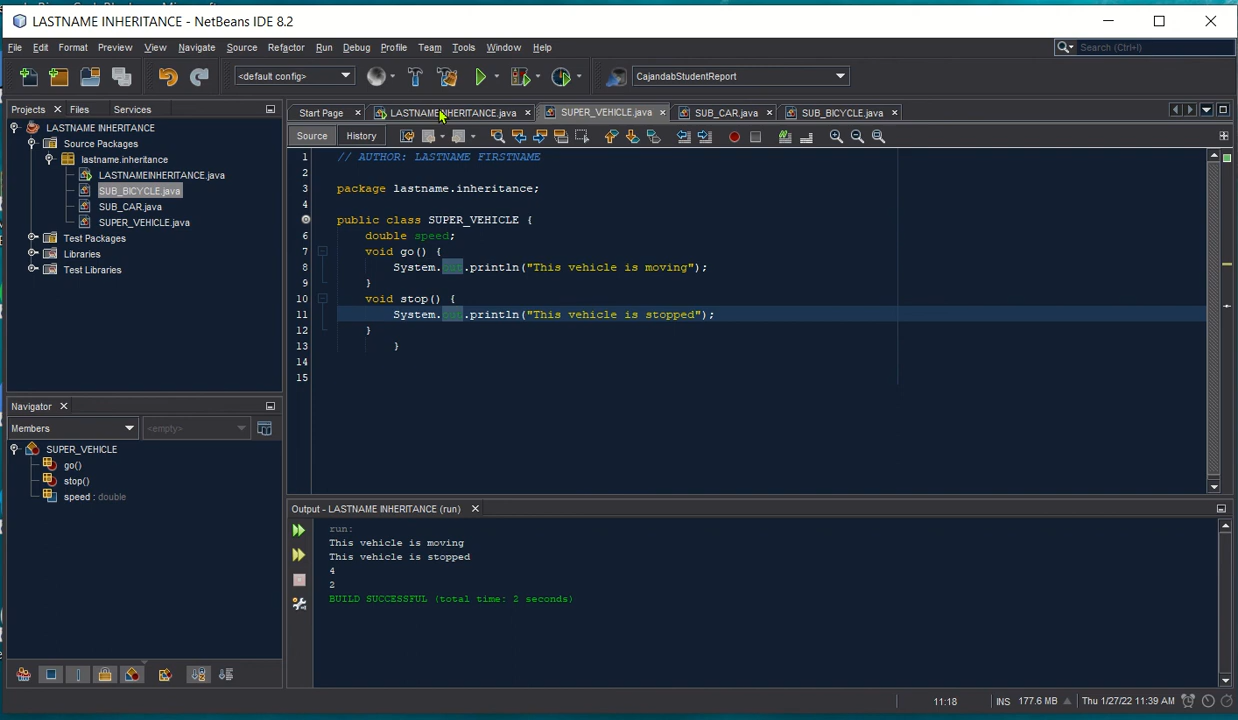 LASTNAME INHERITANCE - NetBeans IDE 8.2
File Edit Format Preview View Navigate Source Refactor Run Debug Profile Team Tools Window Help
Search (Ctrl+I)
<default config>
CajandabStudentReport
Projects Files Services
Start Page LASTNAMEINHERITANCE.java SUPER_VEHICLE.java SUB_CAR.java SUB_BICYCLE.java
LASTNAME INHERITANCE
Source Packages
lastname.inheritance
LASTNAMEINHERITANCE.java
SUB_BICYCLE.java
SUB_CAR.java
SUPER_VEHICLE.java
Test Packages
Libraries
Test Libraries
Source History
1 // AUTHOR: LASTNAME FIRSTNAME
2
3 package lastname.inheritance;
4
public class SUPER_VEHICLE {
6 double speed;
7 void go() {
8 System.out.println("This vehicle is moving");
9 }
10 void stop() {
11 System.out.println("This vehicle is stopped");
12 }
13 }
14
15
Navigator
Members
<empty>
SUPER_VEHICLE
go()
stop()
speed : double
Output - LASTNAME INHERITANCE (run)
run:
This vehicle is moving
This vehicle is stopped
4
2
BUILD SUCCESSFUL (total time: 2 seconds)
11:18 INS 177.6 MB Thu 1/27/22 11:39 AM